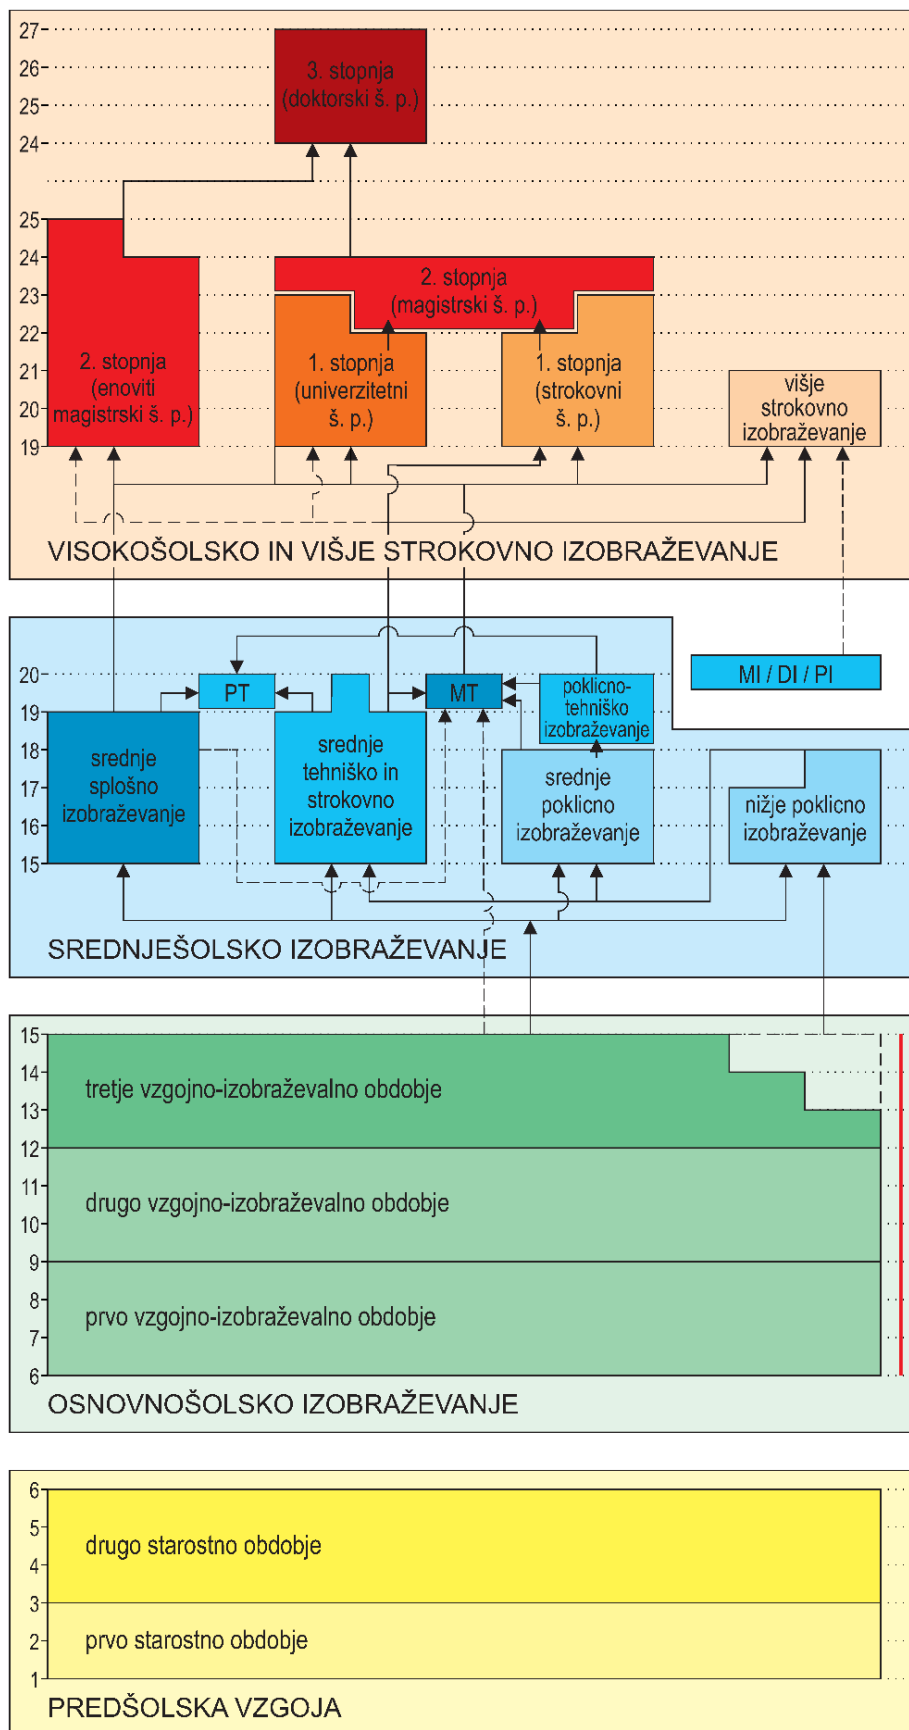 27
26
25
24
3. stopnja
(doktorski š. p.)
25
24
23
22
21
20
19
2. stopnja
(enoviti
magistrski š. p.)
2. stopnja
(magistrski š. p.)
1. stopnja
(univerzitetni
š. p.)
1. stopnja
(strokovni
š. p.)
višje
strokovno
izobraževanje
VISOKOŠOLSKO IN VIŠJE STROKOVNO IZOBRAŽEVANJE
MI / DI / PI
20
19
18
17
16
15
PT
MT
poklicno-
tehniško
izobraževanje
srednje
splošno
izobraževanje
srednje
tehniško in
strokovno
izobraževanje
srednje
poklicno
izobraževanje
nižje poklicno
izobraževanje
SREDNJEŠOLSKO IZOBRAŽEVANJE
15
14
13
12
11
10
9
8
7
6
tretje vzgojno-izobraževalno obdobje
drugo vzgojno-izobraževalno obdobje
prvo vzgojno-izobraževalno obdobje
OSNOVNOŠOLSKO IZOBRAŽEVANJE
6
5
4
3
2
1
drugo starostno obdobje
prvo starostno obdobje
PREDŠOLSKA VZGOJA